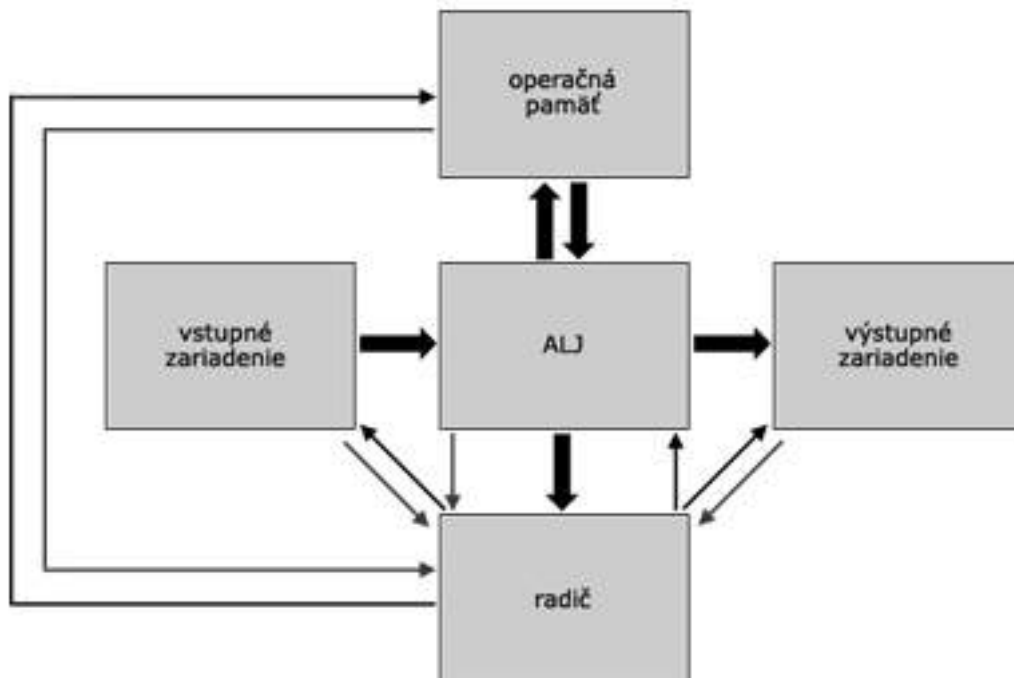 operačná
pamäť
vstupné
zariadenie
ALJ
výstupné
zariadenie
radič